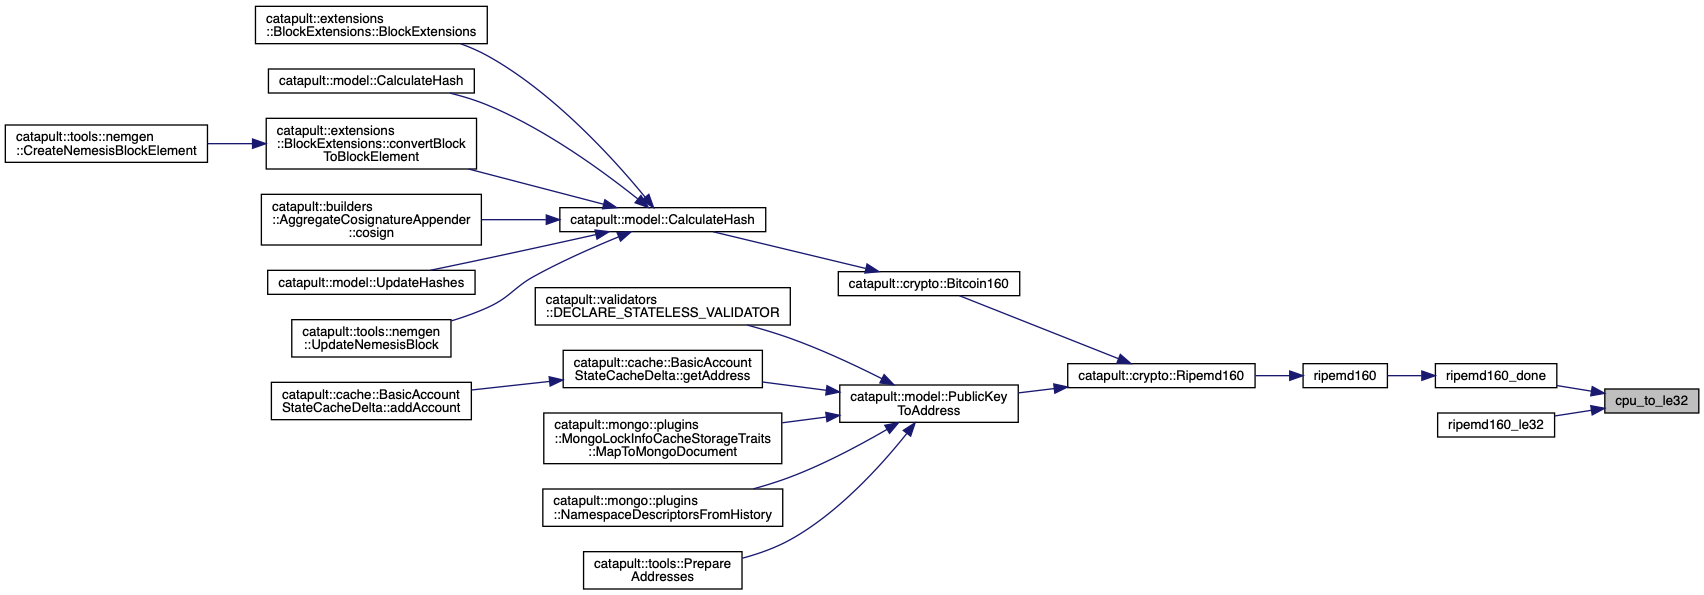 catapult::extensions
::BlockExtensions::BlockExtensions
catapult::model::CalculateHash
catapult::extensions
::BlockExtensions::convertBlock
ToBlockElement
catapult::tools::nemgen
::CreateNemesisBlockElement
catapult::builders
::AggregateCosignatureAppender
::cosign
catapult::model::CalculateHash
catapult::model::UpdateHashes
catapult::crypto::Bitcoin160
catapult::validators
::DECLARE_STATELESS_VALIDATOR
catapult::tools::nemgen
::UpdateNemesisBlock
catapult::cache::BasicAccount
StateCacheDelta::getAddress
catapult::crypto::Ripemd160
ripemd160
ripemd160_done
catapult::cache::BasicAccount
StateCacheDelta::addAccount
catapult::model::PublicKey
ToAddress
cpu_to_le32
ripemd160_le32
catapult::mongo::plugins
::MongoLockInfoCacheStorageTraits
::MapToMongoDocument
catapult::mongo::plugins
::NamespaceDescriptorsFromHistory
catapult::tools::Prepare
Addresses